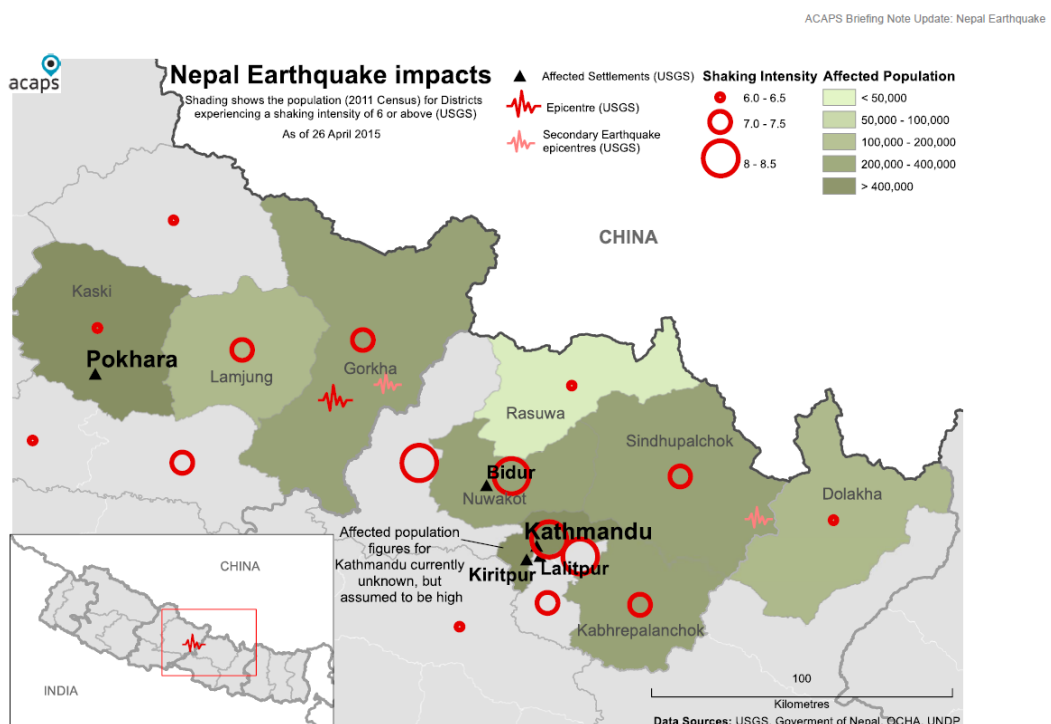 ACAPS Briefing Note Update: Nepal Earthquake
acaps
Nepal Earthquake impacts
Shading shows the population (2011 Census) for Districts
experiencing a shaking intensity of 6 or above (USGS)
As of 26 April 2015
Affected Settlements (USGS)
Epicentre (USGS)
Secondary Earthquake
epicentres (USGS)
Shaking Intensity
6.0 - 6.5
7.0 - 7.5
8 - 8.5
Affected Population
< 50,000
50,000 - 100,000
100,000 - 200,000
200,000 - 400,000
> 400,000
CHINA
Kaski
Pokhara
Lamjung
Gorkha
Rasuwa
Sindhupalchok
Bidur
Nuwakot
Dolakha
Kathmandu
Affected population
figures for
Kathmandu currently
unknown, but
assumed to be high
Kiritpur
Lalitpur
Kabhrepalanchok
CHINA
INDIA
100
Kilometres
Data Sources: USGS, Goverment of Nepal, OCHA, UNDP